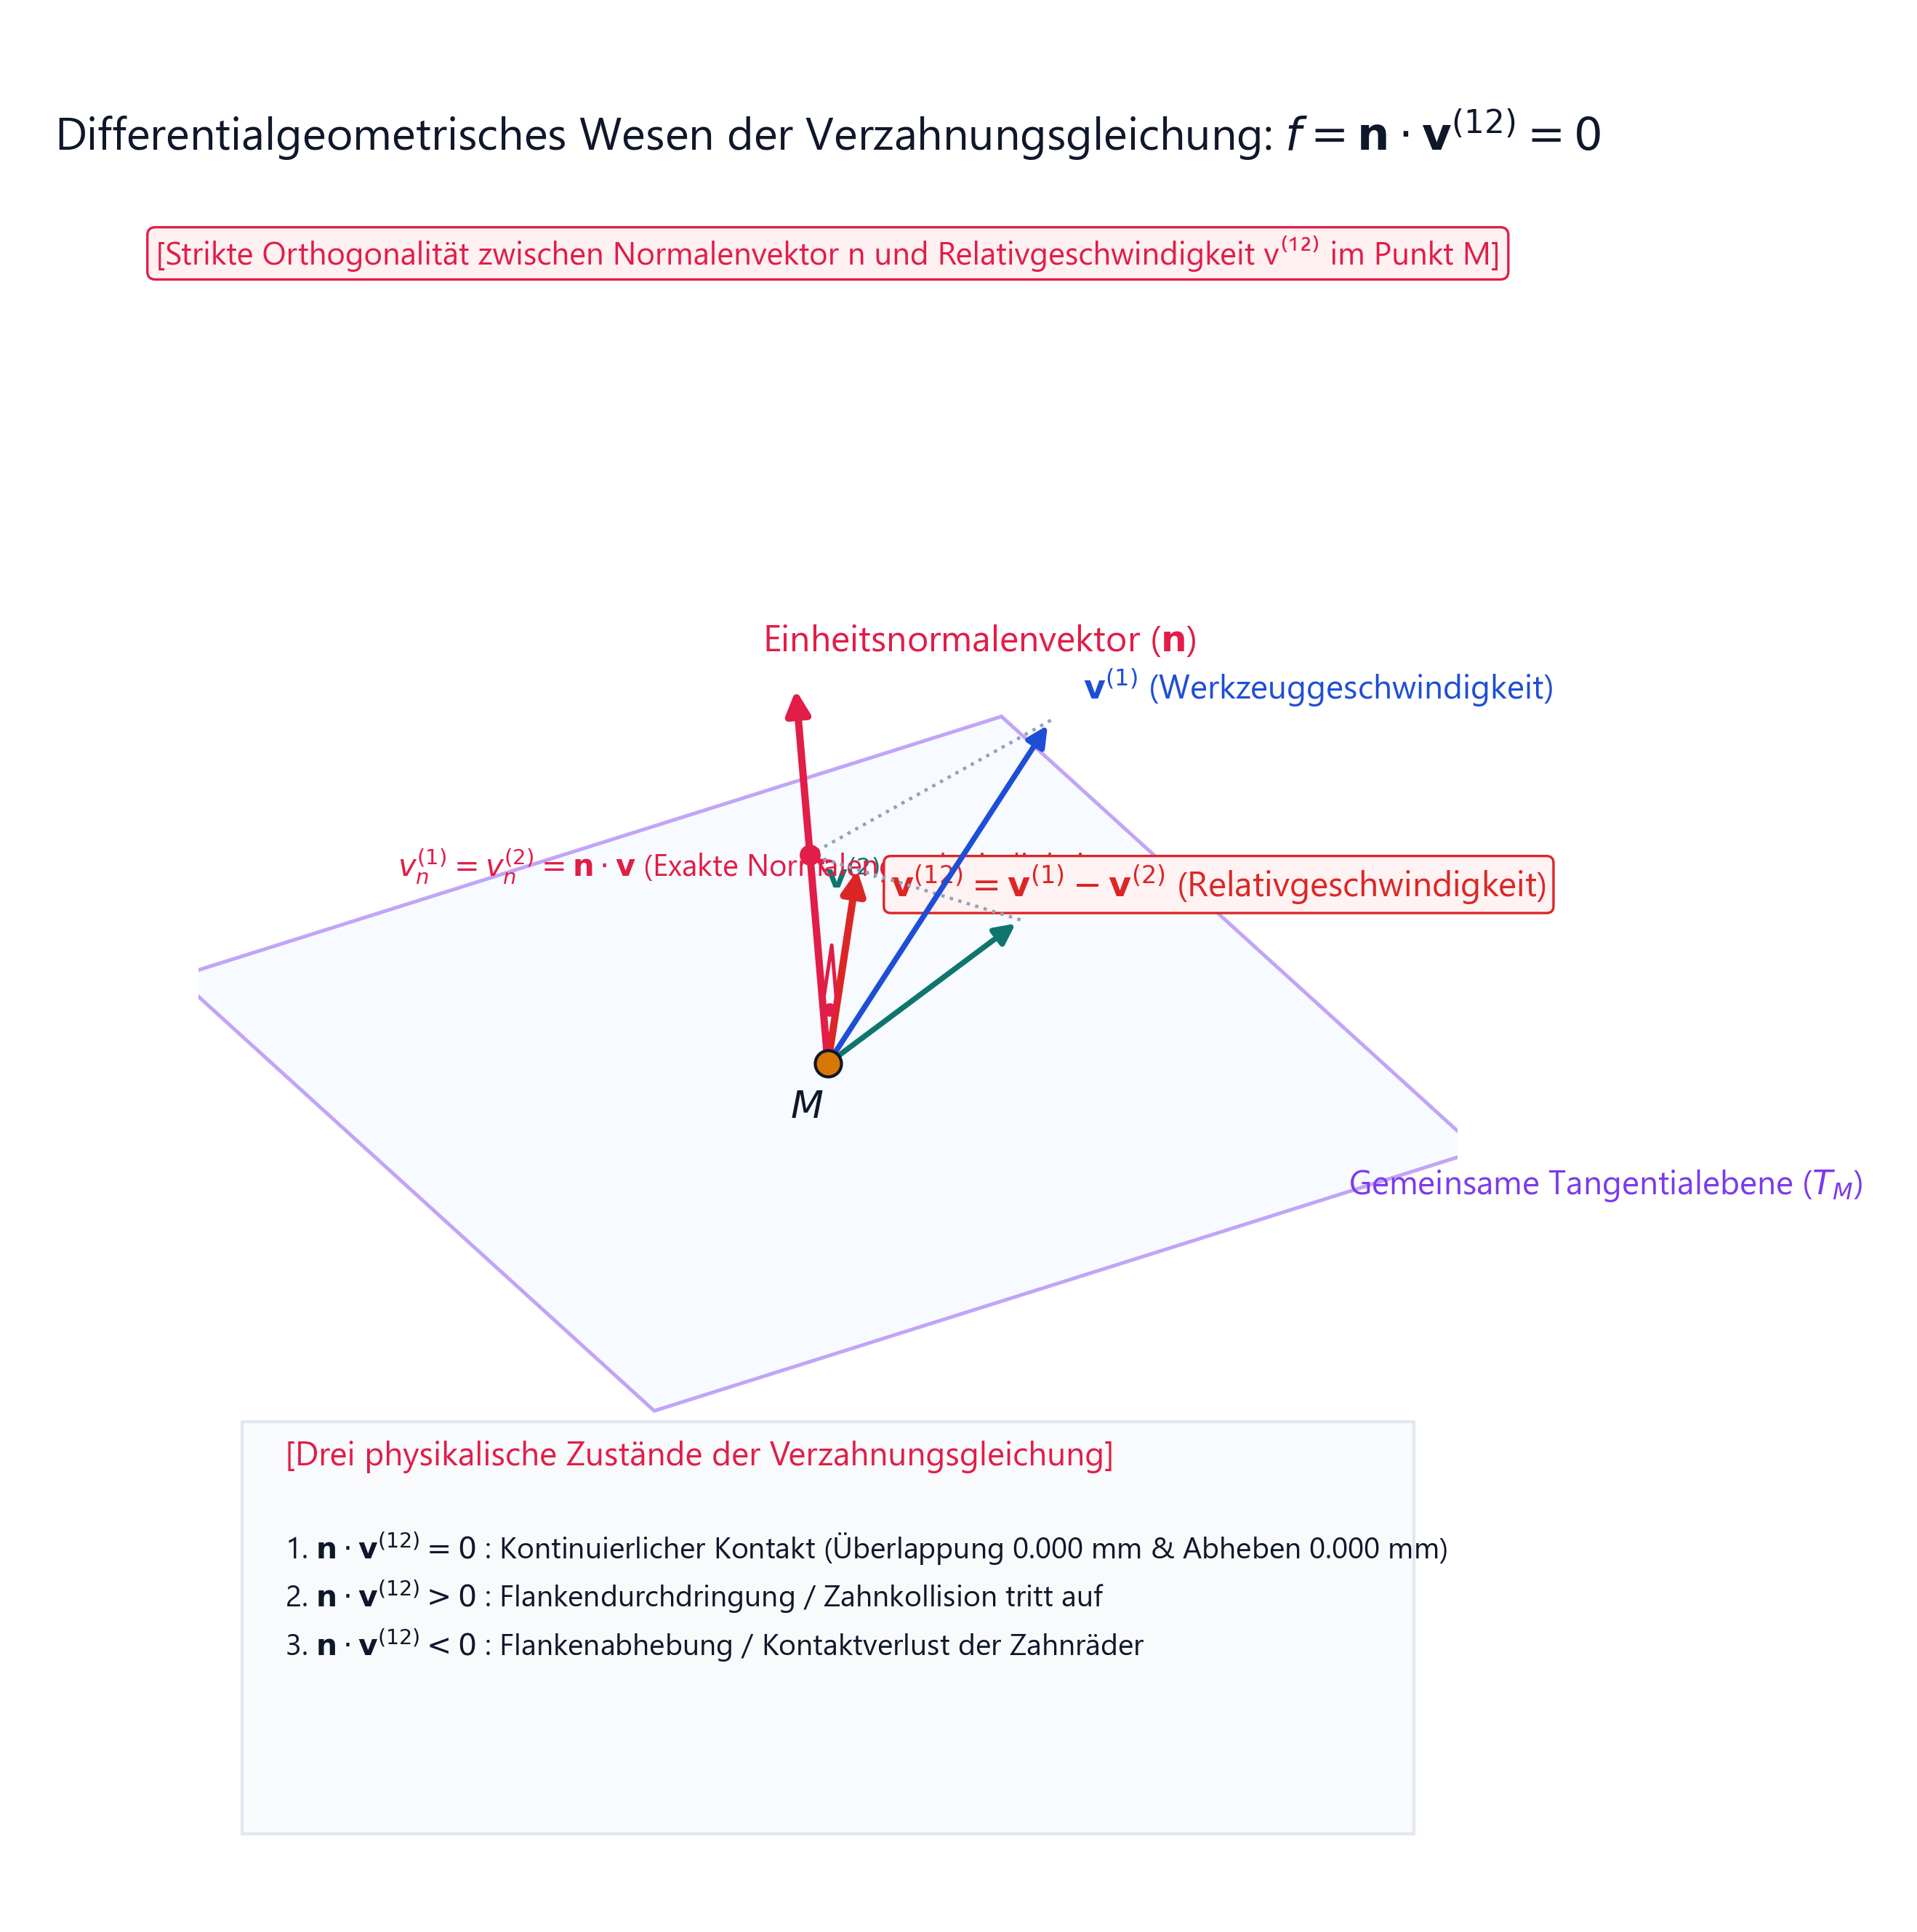 Differentialgeometrisches Wesen der Verzahnungsgleichung: f = n · v^(12) = 0
[Strikte Orthogonalität zwischen Normalenvektor n und Relativgeschwindigkeit v^(12) im Punkt M]
Einheitsnormalenvektor (n)
v^(1) (Werkzeuggeschwindigkeit)
v_n^(1) = v_n^(2) = n · v (Exakte
v^(2)
v^(12) = v^(1) − v^(2) (Relativgeschwindigkeit)
M
Gemeinsame Tangentialebene (T_M)
[Drei physikalische Zustände der Verzahnungsgleichung]
1. n · v^(12) = 0 : Kontinuierlicher Kontakt (Überlappung 0.000 mm & Abheben 0.000 mm)
2. n · v^(12) > 0 : Flankendurchdringung / Zahnkollision tritt auf
3. n · v^(12) < 0 : Flankenabhebung / Kontaktverlust der Zahnräder